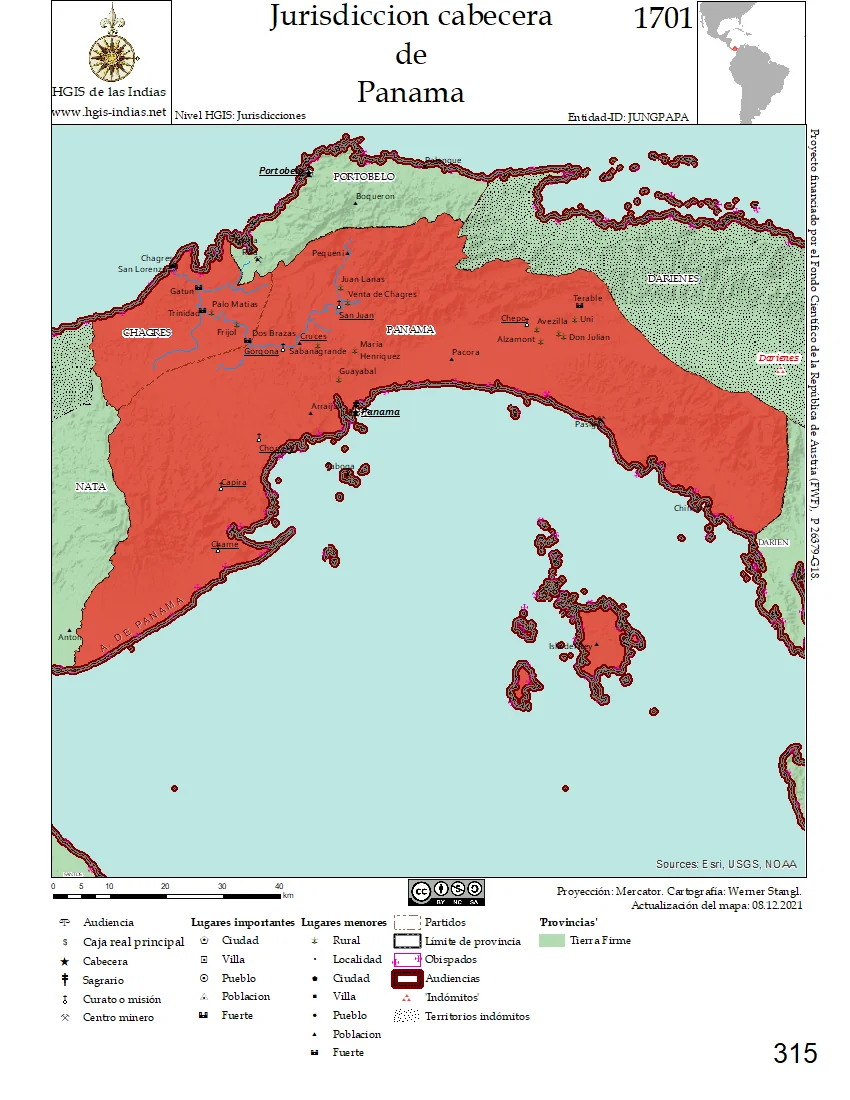 Jurisdiccion cabecera
de
Panama
1701
HGIS de las Indias
www.hgis-indias.net
Nivel HGIS: Jurisdicciones
Entidad-ID: JUNGPAPA
Proyecto financiado por el Fondo Científico de la República de Austria (FWF), P 26379-G18.
Portobelo
PORTOBELO
Boqueron
Chagres
San Lorenzo
Pequeni
DARIENES
Gatun
Juan Lanas
Venta de Chagres
Palo Matias
Trinidad
San Juan
Terable
CHAGRES
PANAMA
Chepo
Avezilla
Uni
Frijol
Dos Brazas
Cruces
Alzamont
Don Julian
Gorgona
Sabanagrande
Maria
Henriquez
Pacora
Darienes
Guayabal
Arraijan
Panama
NATA
Capira
DARIEN
Chame
A. DE PANAMA
Anton
SANTOS
Sources: Esri, USGS, NOAA
0 5 10 20 30 40
km
cc BY NC SA
Proyección: Mercator. Cartografía: Werner Stangl.
Actualización del mapa: 08.12.2021
Audiencia
Caja real principal
Cabecera
Sagrario
Curato o misión
Centro minero
Lugares importantes
Ciudad
Villa
Pueblo
Poblacion
Fuerte
Lugares menores
Rural
Localidad
Ciudad
Villa
Pueblo
Poblacion
Fuerte
Partidos
Límite de provincia
Obispados
Audiencias
'Indómitos'
Territorios indómitos
'Provincias'
Tierra Firme
315